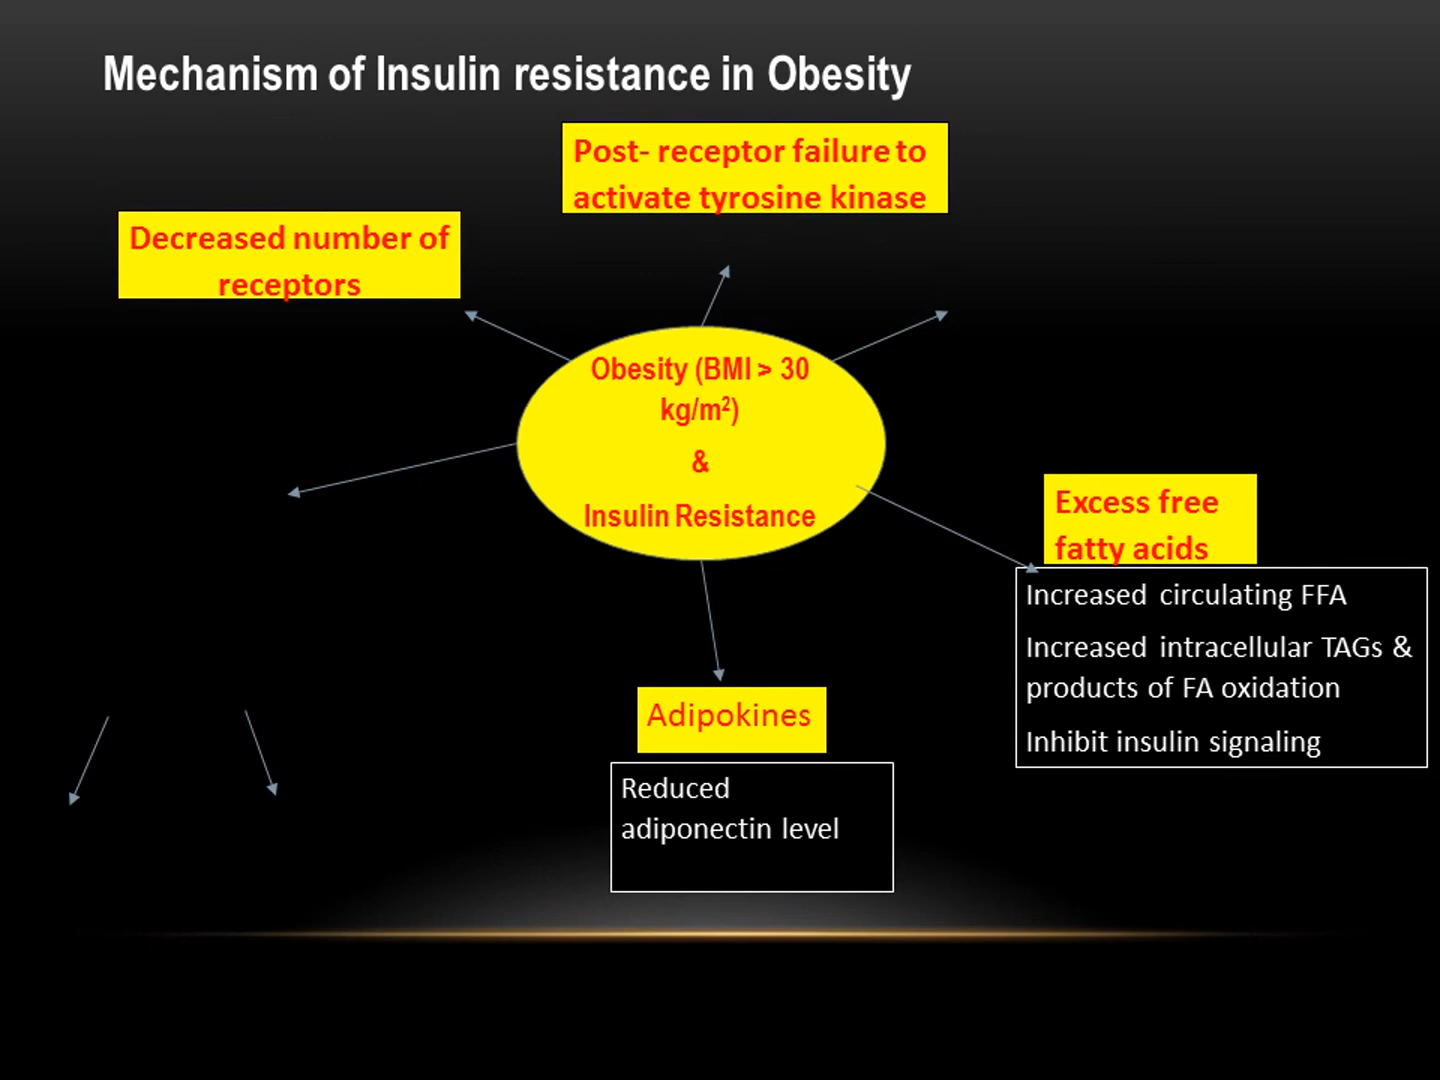 Mechanism of Insulin resistance in Obesity
Post- receptor failure to
activate tyrosine kinase
Decreased number of
receptors
Obesity (BMI > 30
kg/m²)
&
Insulin Resistance
Excess free
fatty acids
Increased circulating FFA
Increased intracellular TAGs &
products of FA oxidation
Inhibit insulin signaling
Adipokines
Reduced
adiponectin level